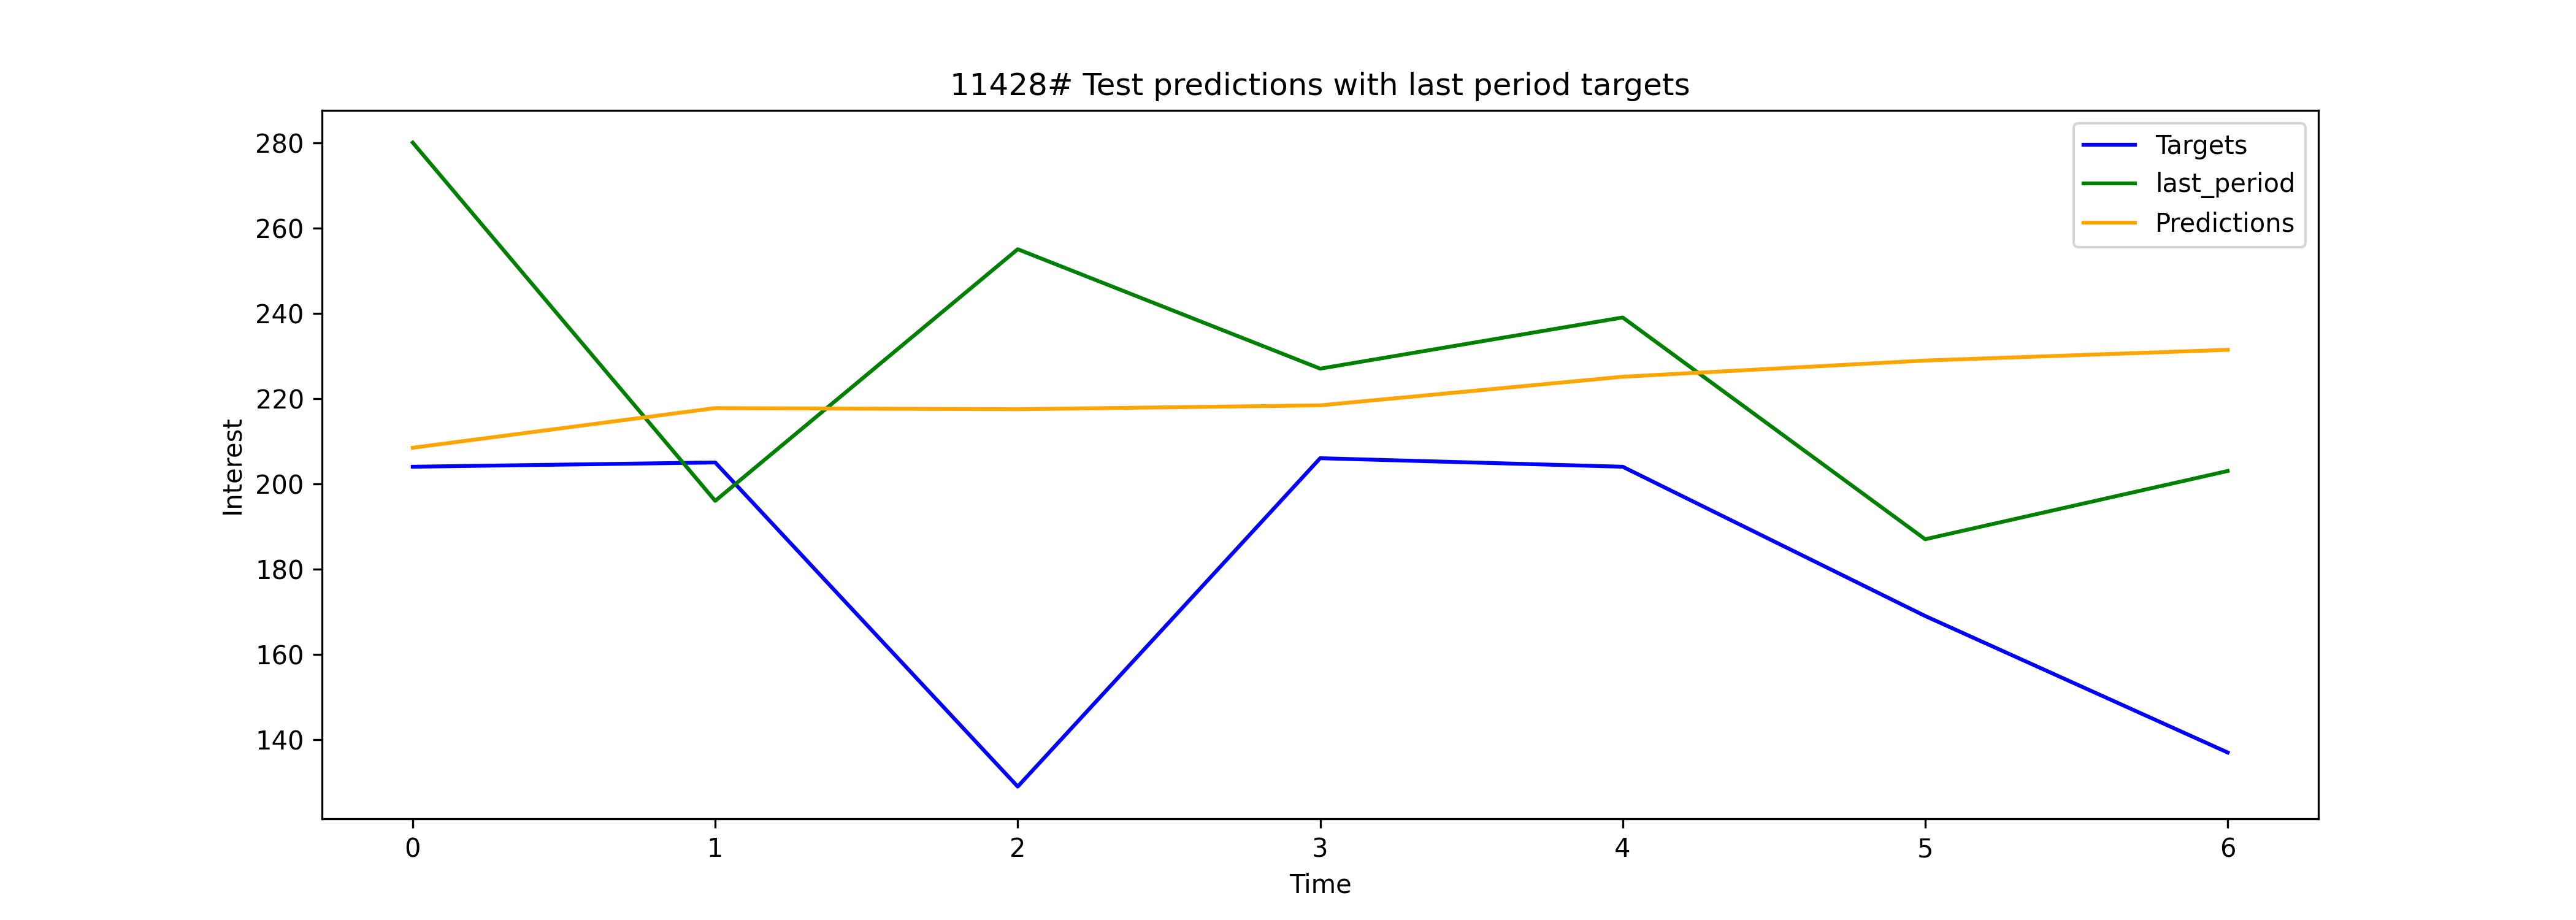 11428# Test predictions with last period targets
280
260
240
220
200
180
160
140
Interest
Targets
last_period
Predictions
0 1 2 3 4 5 6
Time